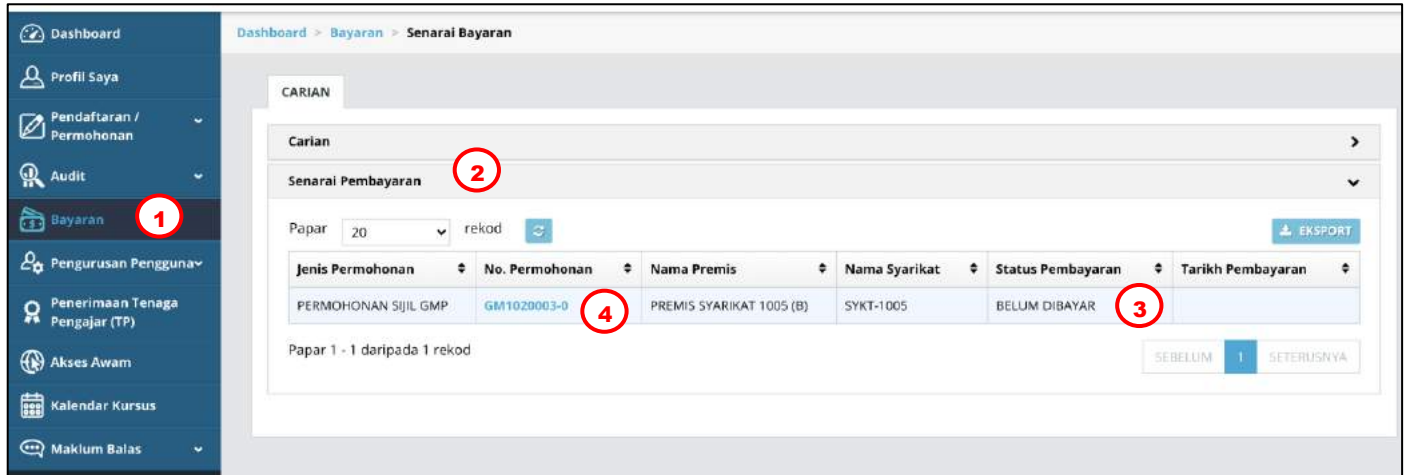 Dashboard
Profil Saya
Pendaftaran /
Permohonan
Audit
Bayaran
1
Pengurusan Pengguna
Penerimaan Tenaga
Pengajar (TP)
Akses Awam
Kalendar Kursus
Maklum Balas
Dashboard > Bayaran > Senarai Bayaran
CARIAN
Carian
Senarai Pembayaran 2
Papar 20 rekod EKSPORT
Jenis Permohonan No. Permohonan Nama Premis Nama Syarikat Status Pembayaran Tarikh Pembayaran
PERMOHONAN SIJIL GMP GM1020003-0 4 PREMIS SYARIKAT 1005 (B) SYKT-1005 BELUM DIBAYAR 3
Papar 1 - 1 daripada 1 rekod
SEBELUM 1 SETERUSNYA